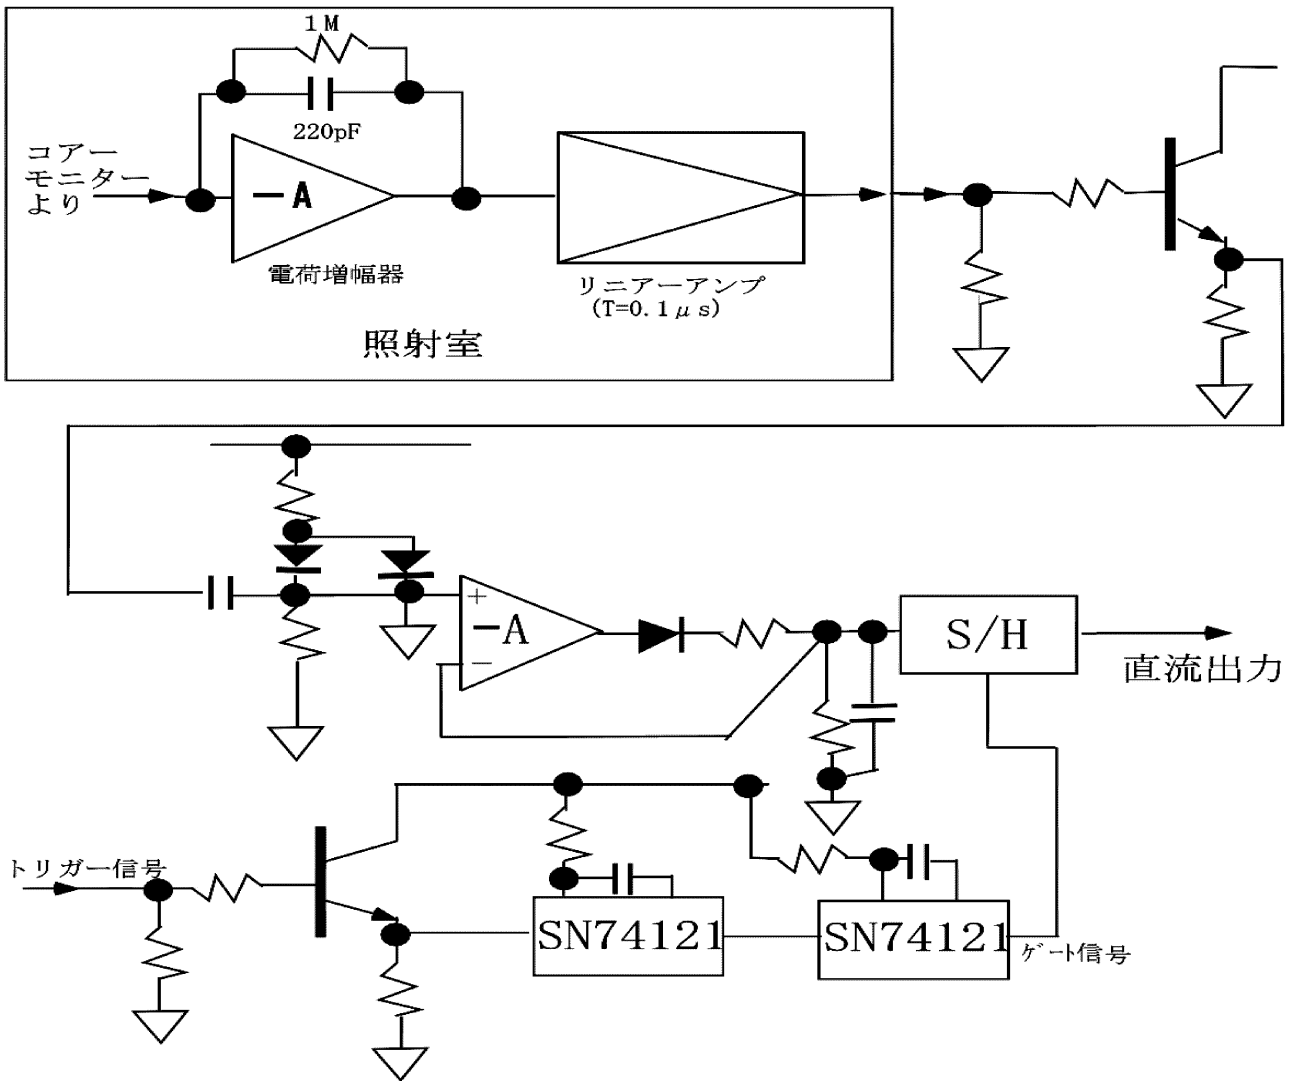 1M
220pF
コアー
モニターー
より
－A
電荷増幅器
リニアーアンプ
(T=0.1μs)
照射室
+
－A
−
S/H
直流出力
トリガー信号
SN74121
SN74121
ｹﾞｰﾄ信号